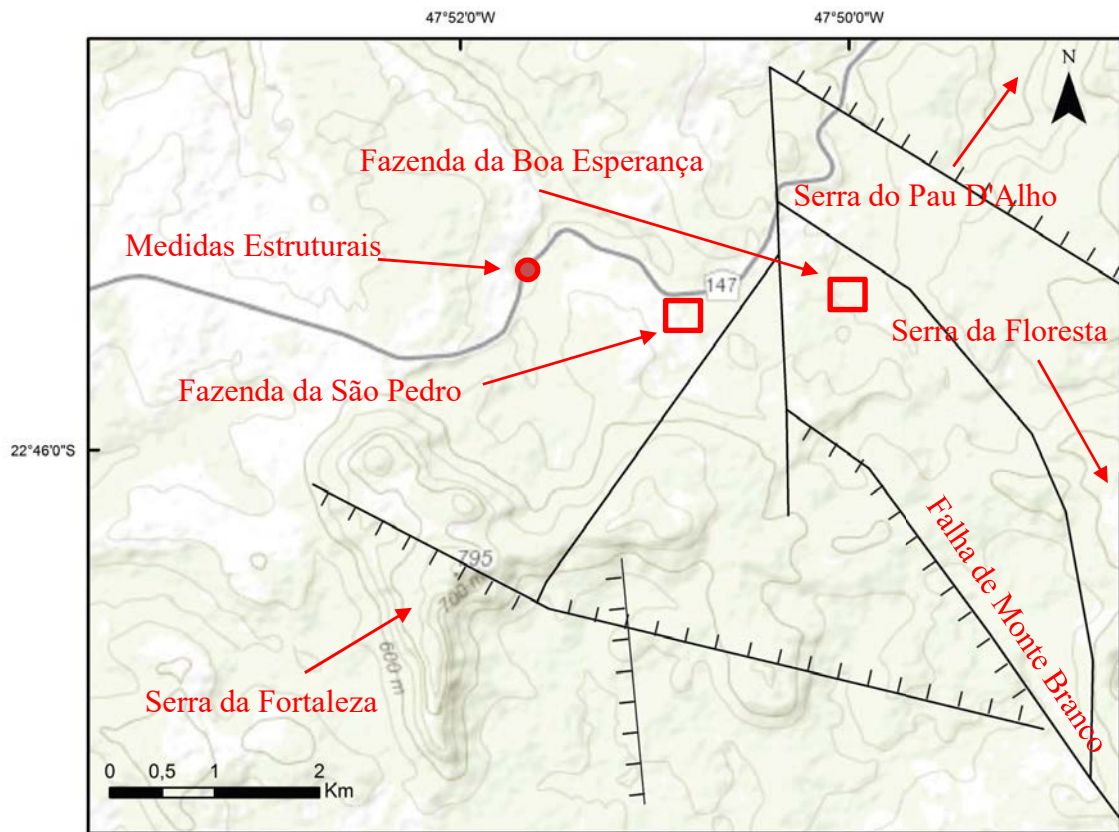 47°52'0"W
47°50'0"W
N
Fazenda da Boa Esperança
Serra do Pau D'Alho
Medidas Estruturais
147
Serra da Floresta
Fazenda da São Pedro
22°46'0"S
Falha de Monte Branco
795
700 m
600 m
Serra da Fortaleza
0 0,5 1 2
Km